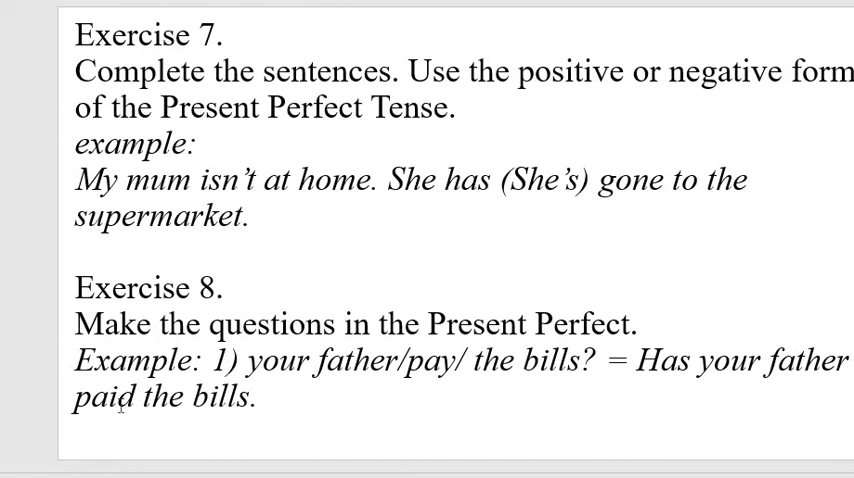 Exercise 7.
Complete the sentences. Use the positive or negative form
of the Present Perfect Tense.
example:
My mum isn’t at home. She has (She’s) gone to the
supermarket.
Exercise 8.
Make the questions in the Present Perfect.
Example: 1) your father/pay/ the bills? = Has your father
paid the bills.